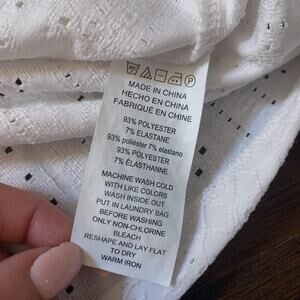 MADE IN CHINA
HECHO EN CHINA
FABRIQUÉ EN CHINE
93% POLYESTER
7% ELASTANE
93% poliéster 7% elastano
93% POLYESTER
7% ÉLASTHANNE
MACHINE WASH COLD
WITH LIKE COLORS
WASH INSIDE OUT
PUT IN LAUNDRY BAG
BEFORE WASHING
ONLY NON-CHLORINE
BLEACH
RESHAPE AND LAY FLAT
TO DRY
WARM IRON